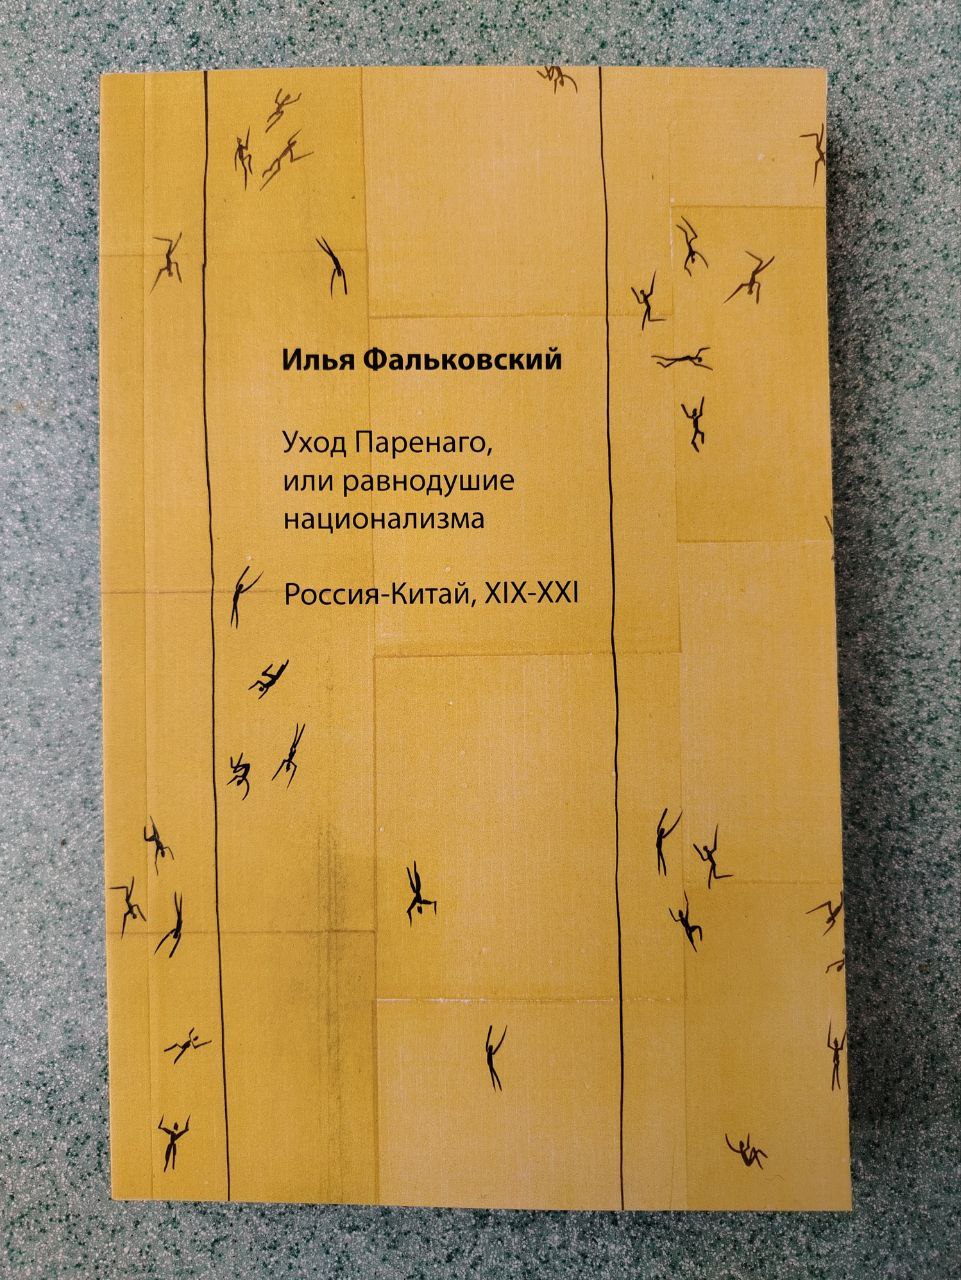 Илья Фальковский
Уход Паренаго,
или равнодушие
национализма
Россия-Китай, XIX-XXI